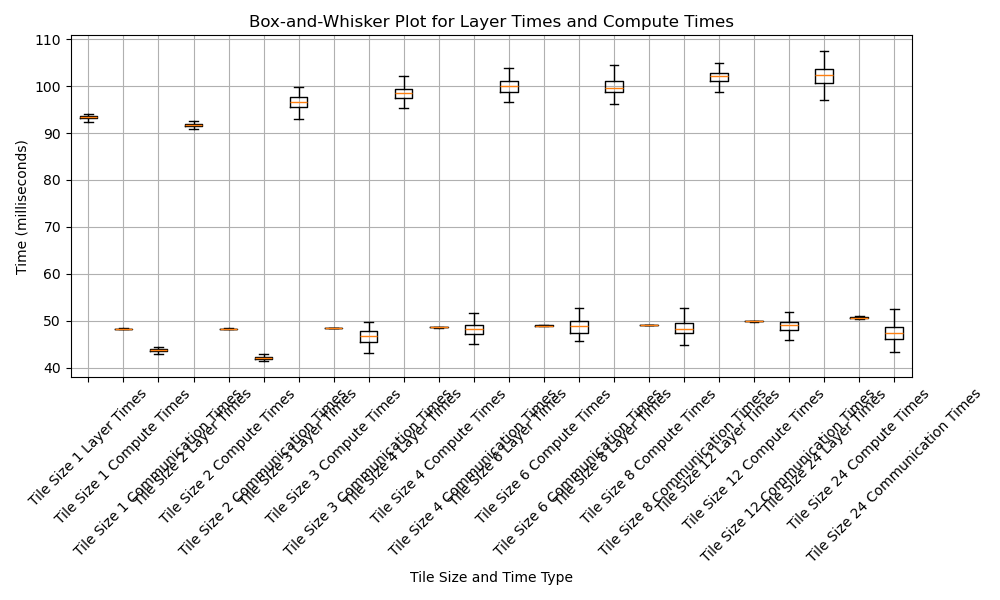 Box-and-Whisker Plot for Layer Times and Compute Times
Time (milliseconds)
110
100
90
80
70
60
50
40
Tile Size 1 Layer Times
Tile Size 1 Compute Times
Tile Size 1 Communication Times
Tile Size 2 Layer Times
Tile Size 2 Compute Times
Tile Size 2 Communication Times
Tile Size 3 Layer Times
Tile Size 3 Compute Times
Tile Size 3 Communication Times
Tile Size 4 Layer Times
Tile Size 4 Compute Times
Tile Size 4 Communication Times
Tile Size 6 Layer Times
Tile Size 6 Compute Times
Tile Size 6 Communication Times
Tile Size 8 Layer Times
Tile Size 8 Compute Times
Tile Size 8 Communication Times
Tile Size 12 Layer Times
Tile Size 12 Compute Times
Tile Size 12 Communication Times
Tile Size 24 Layer Times
Tile Size 24 Compute Times
Tile Size 24 Communication Times
Tile Size and Time Type